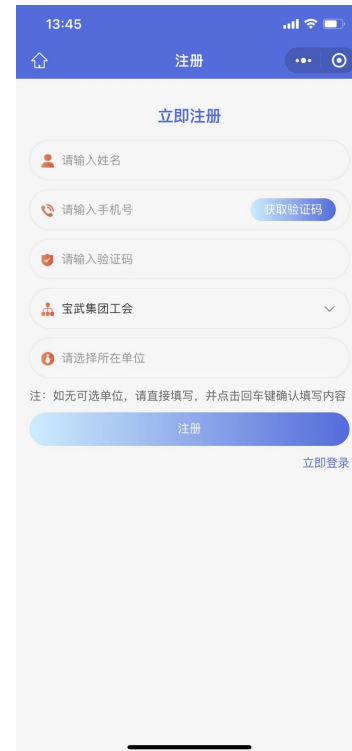 13:45
注册
立即注册
请输入姓名
请输入手机号
获取验证码
请输入验证码
宝武集团工会
请选择所在单位
注：如无可选单位，请直接填写，并点击回车键确认填写内容
注册
立即登录